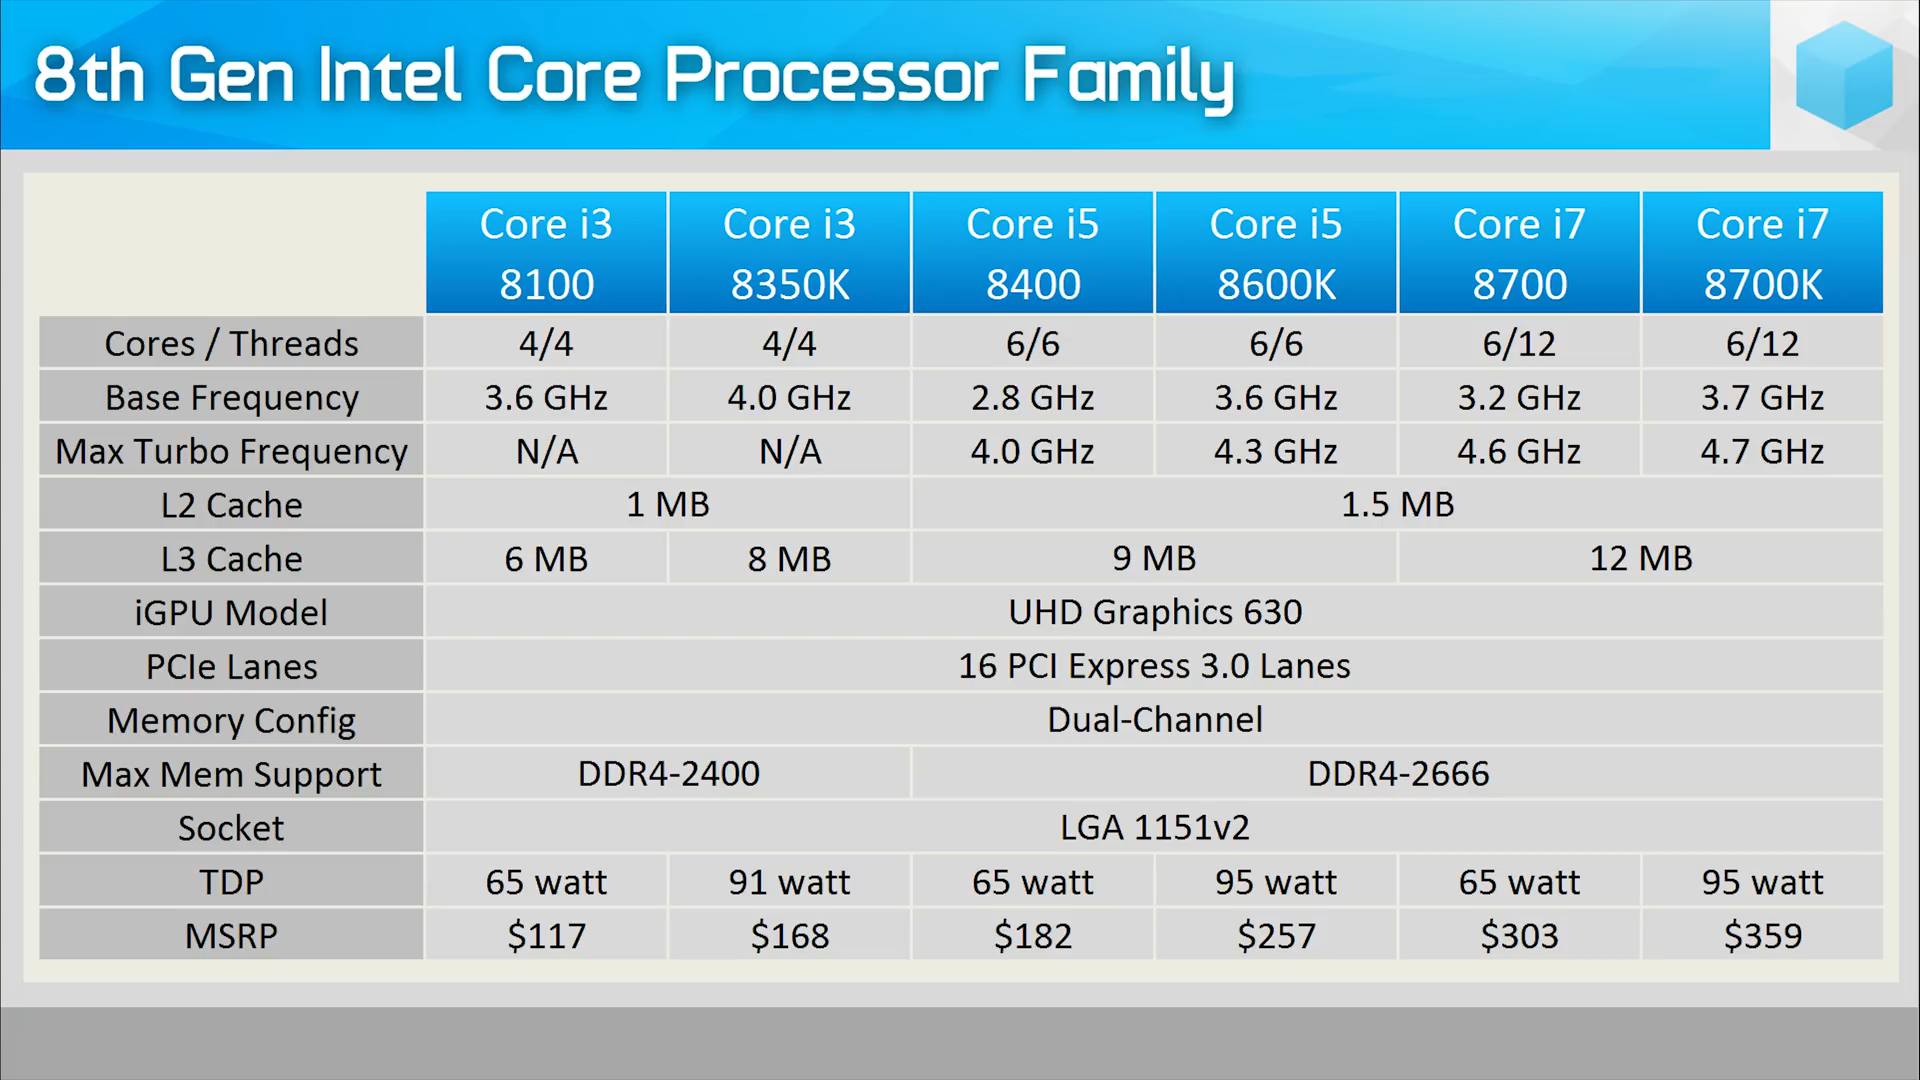 8th Gen Intel Core Processor Family
Core i3 8100 Core i3 8350K Core i5 8400 Core i5 8600K Core i7 8700 Core i7 8700K
Cores / Threads 4/4 4/4 6/6 6/6 6/12 6/12
Base Frequency 3.6 GHz 4.0 GHz 2.8 GHz 3.6 GHz 3.2 GHz 3.7 GHz
Max Turbo Frequency N/A N/A 4.0 GHz 4.3 GHz 4.6 GHz 4.7 GHz
L2 Cache 1 MB 1.5 MB
L3 Cache 6 MB 8 MB 9 MB 12 MB
iGPU Model UHD Graphics 630
PCIe Lanes 16 PCI Express 3.0 Lanes
Memory Config Dual-Channel
Max Mem Support DDR4-2400 DDR4-2666
Socket LGA 1151v2
TDP 65 watt 91 watt 65 watt 95 watt 65 watt 95 watt
MSRP $117 $168 $182 $257 $303 $359